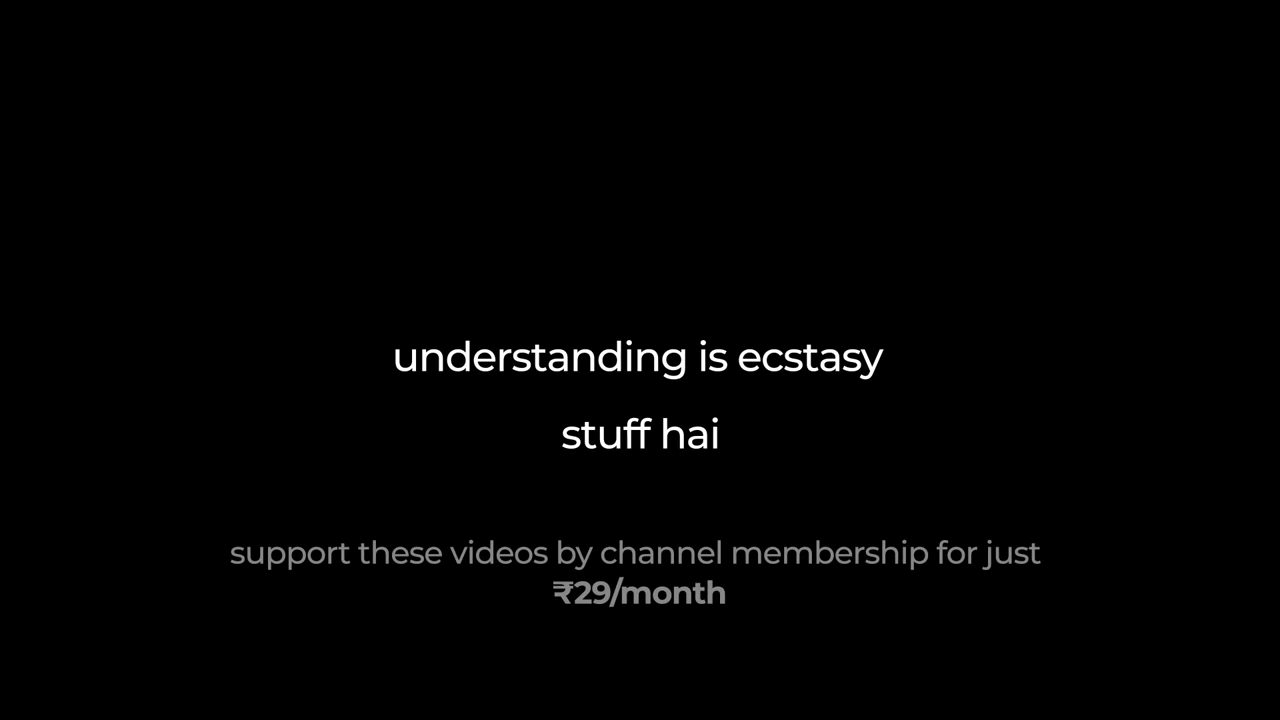 understanding is ecstasy
stuff hai
support these videos by channel membership for just
₹29/month